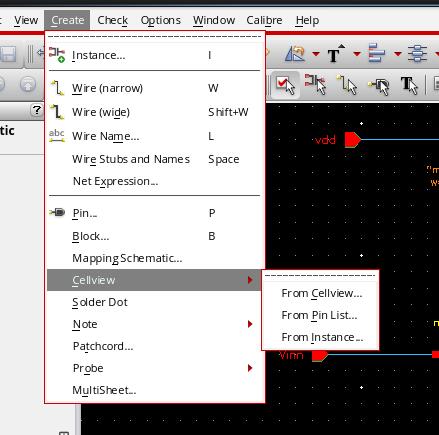 View Create Check Options Window Calibre Help
Instance... I
Wire (narrow) W
Wire (wide) Shift+W
abc Wire Name... L
Wire Stubs and Names Space
Net Expression...
Pin... P
Block... B
Mapping Schematic...
Cellview
From Cellview...
From Pin List...
From Instance...
Solder Dot
Note
Patchcord...
Probe
MultiSheet...
?
tic
T
T
vdd
Vinn